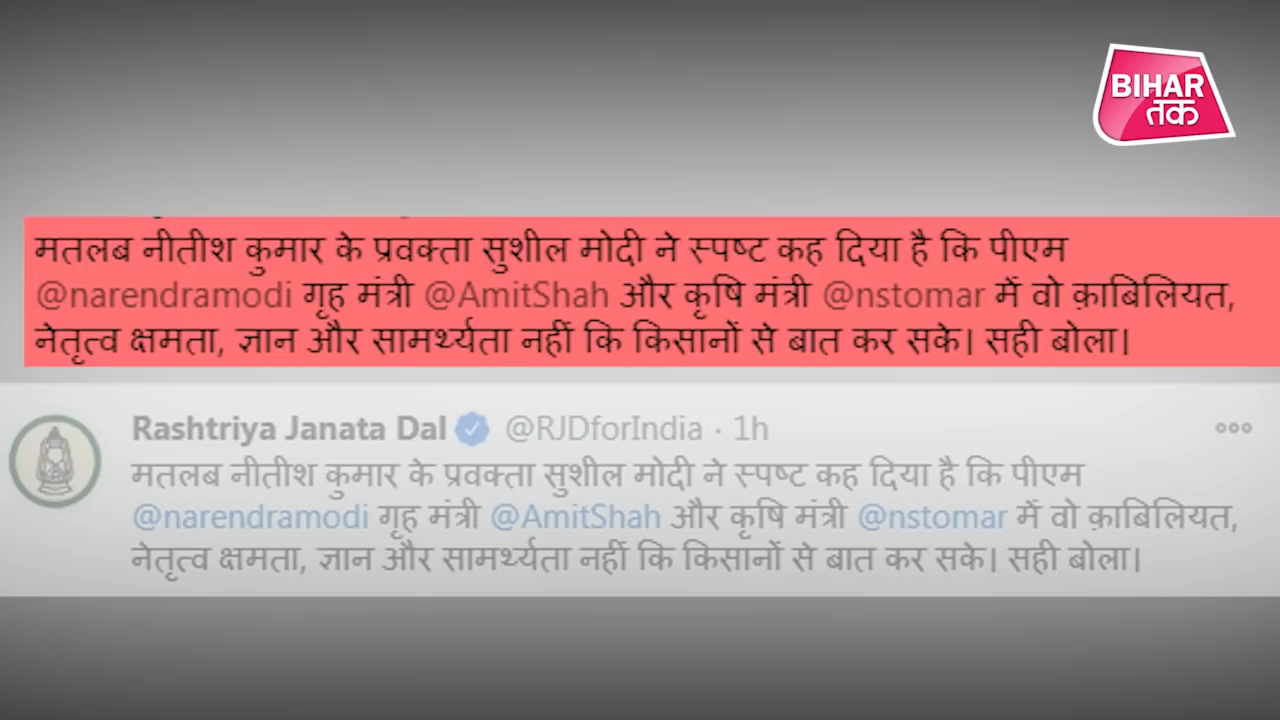 BIHAR
तक
मतलब नीतीश कुमार के प्रवक्ता सुशील मोदी ने स्पष्ट कह दिया है कि पीएम
@narendramodi गृह मंत्री @AmitShah और कृषि मंत्री @nstomar में वो क़ाबिलियत,
नेतृत्व क्षमता, ज्ञान और सामर्थ्यता नहीं कि किसानों से बात कर सके। सही बोला।
Rashtriya Janata Dal @RJDforIndia · 1h
मतलब नीतीश कुमार के प्रवक्ता सुशील मोदी ने स्पष्ट कह दिया है कि पीएम
@narendramodi गृह मंत्री @AmitShah और कृषि मंत्री @nstomar में वो क़ाबिलियत,
नेतृत्व क्षमता, ज्ञान और सामर्थ्यता नहीं कि किसानों से बात कर सके। सही बोला।